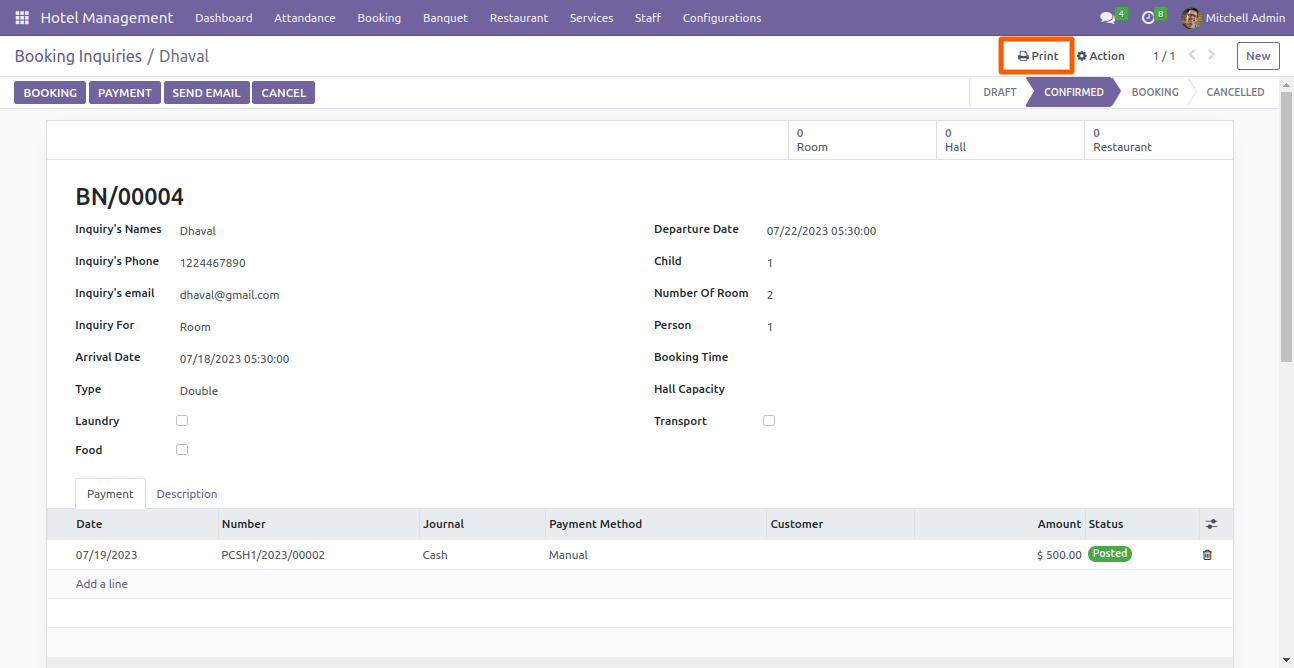 Hotel Management Dashboard Attendance Booking Banquet Restaurant Services Staff Configurations 4 8 Mitchell Admin
Booking Inquiries / Dhaval Print Action 1 / 1 New
BOOKING PAYMENT SEND EMAIL CANCEL DRAFT CONFIRMED BOOKING CANCELLED
0 0 0
Room Hall Restaurant
BN/00004
Inquiry's Names Dhaval Departure Date 07/22/2023 05:30:00
Inquiry's Phone 1224467890 Child 1
Inquiry's email dhaval@gmail.com Number Of Room 2
Inquiry For Room Person 1
Arrival Date 07/18/2023 05:30:00 Booking Time
Type Double Hall Capacity
Laundry Transport
Food
Payment Description
Date Number Journal Payment Method Customer Amount Status
07/19/2023 PCSH1/2023/00002 Cash Manual $ 500.00 Posted
Add a line